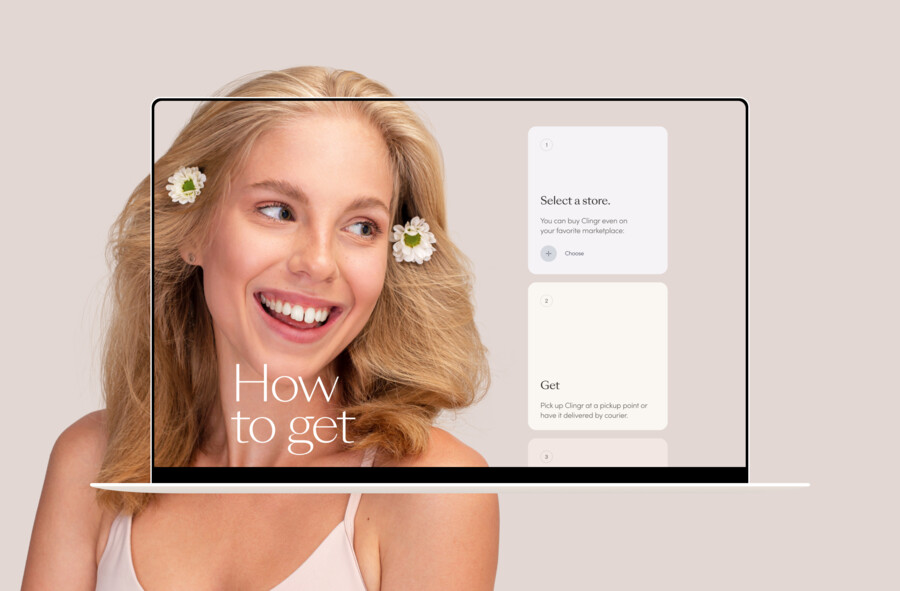 How
to get
1
Select a store.
You can buy Clingr even on
your favorite marketplace:
+ Choose
2
Get
Pick up Clingr at a pickup point or
have it delivered by courier.
3